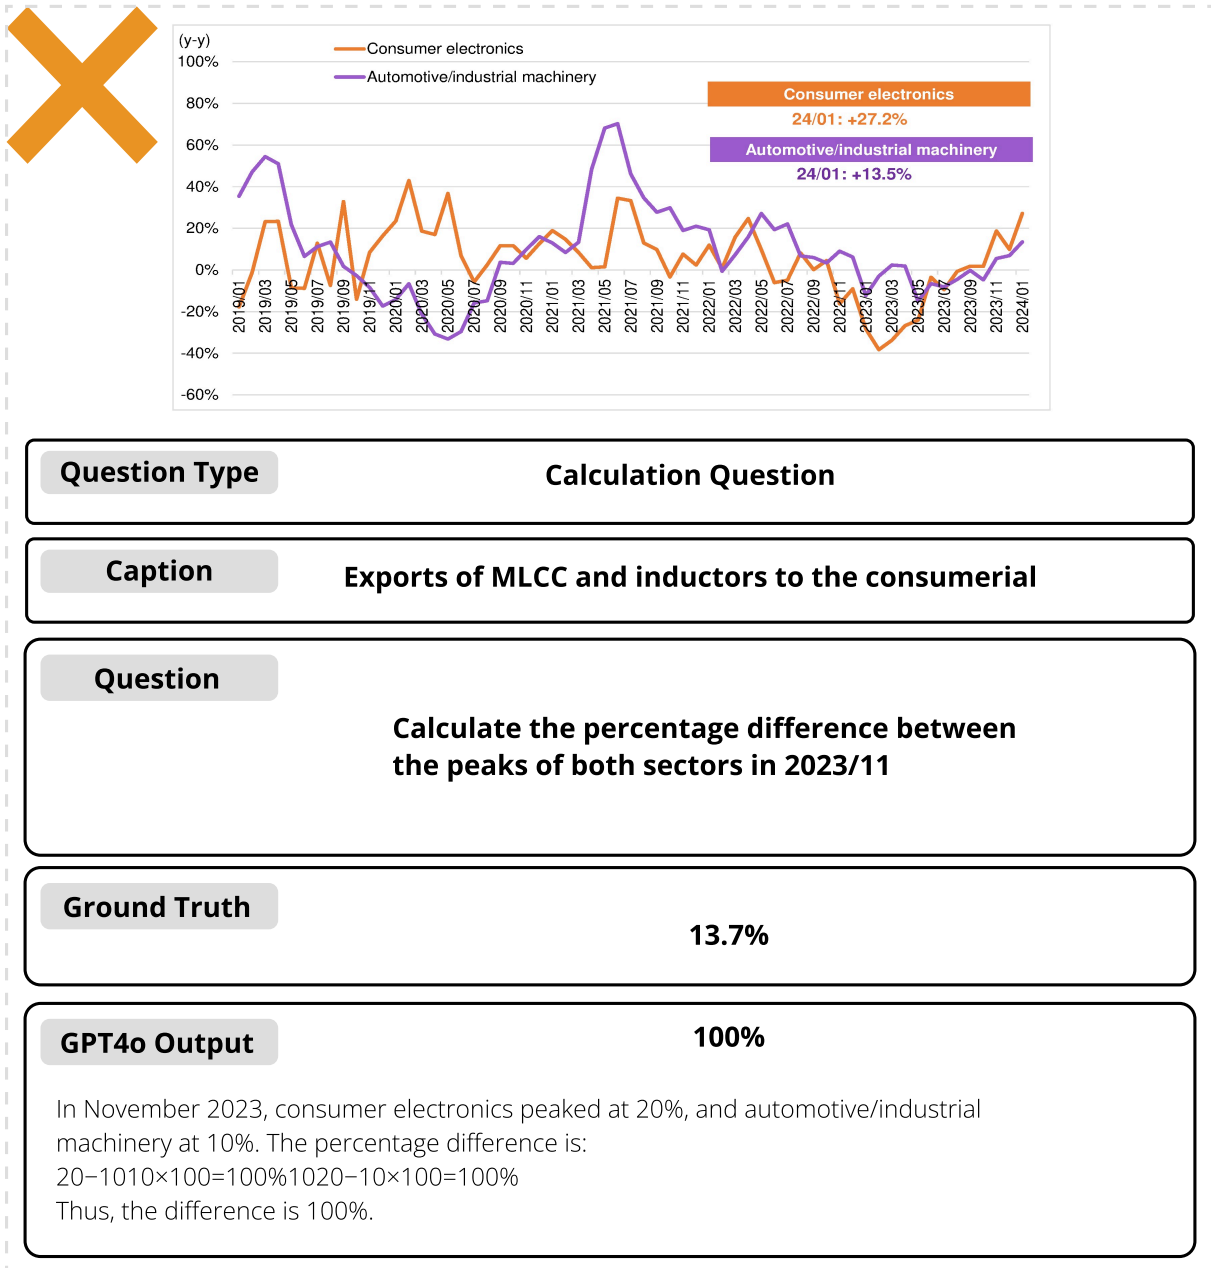 (y-y)
Consumer electronics
Automotive/industrial machinery
100%
80%
60%
40%
20%
0%
-20%
-40%
-60%
Consumer electronics
24/01: +27.2%
Automotive/industrial machinery
24/01: +13.5%
2019/01
2019/03
2019/05
2019/07
2019/09
2019/11
2020/01
2020/03
2020/05
2020/07
2020/09
2020/11
2021/01
2021/03
2021/05
2021/07
2021/09
2021/11
2022/01
2022/03
2022/05
2022/07
2022/09
2022/11
2023/01
2023/03
2023/05
2023/07
2023/09
2023/11
2024/01
Question Type
Calculation Question
Caption
Exports of MLCC and inductors to the consumerial
Question
Calculate the percentage difference between
the peaks of both sectors in 2023/11
Ground Truth
13.7%
GPT4o Output
100%
In November 2023, consumer electronics peaked at 20%, and automotive/industrial
machinery at 10%. The percentage difference is:
20−1010×100=100%1020−10×100=100%
Thus, the difference is 100%.